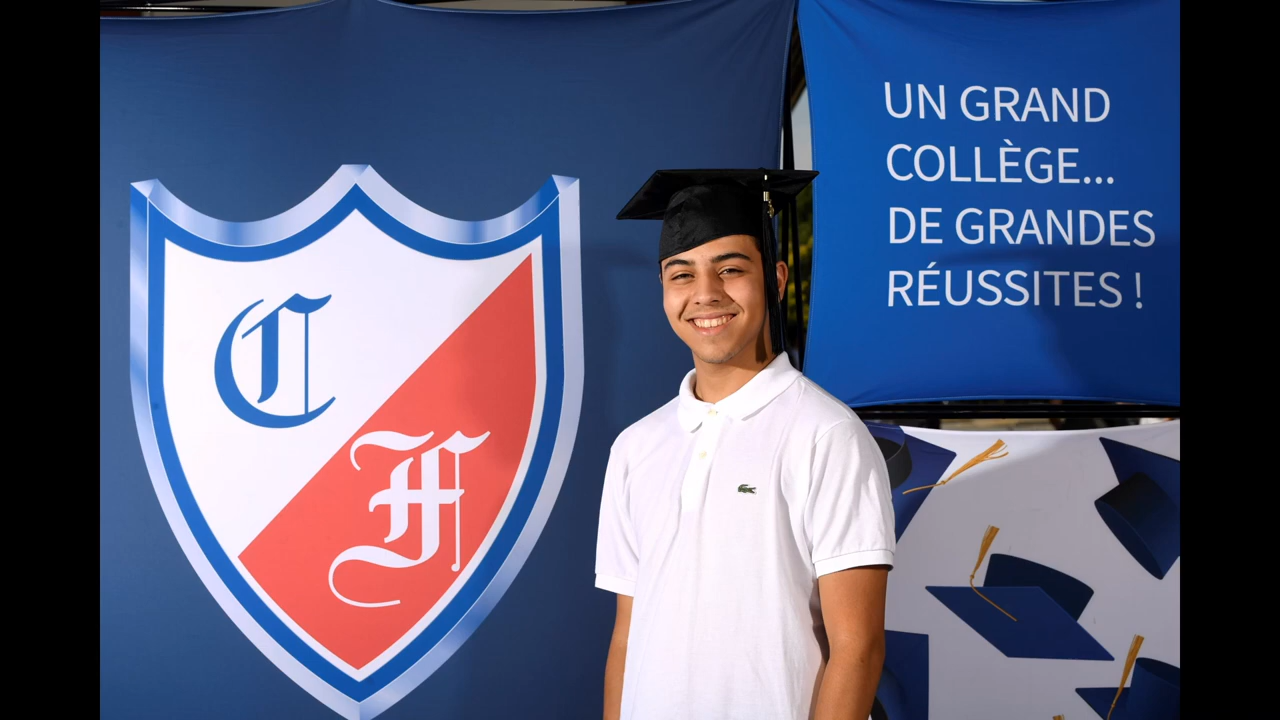 C
F
UN GRAND
COLLÈGE...
DE GRANDES
RÉUSSITES !